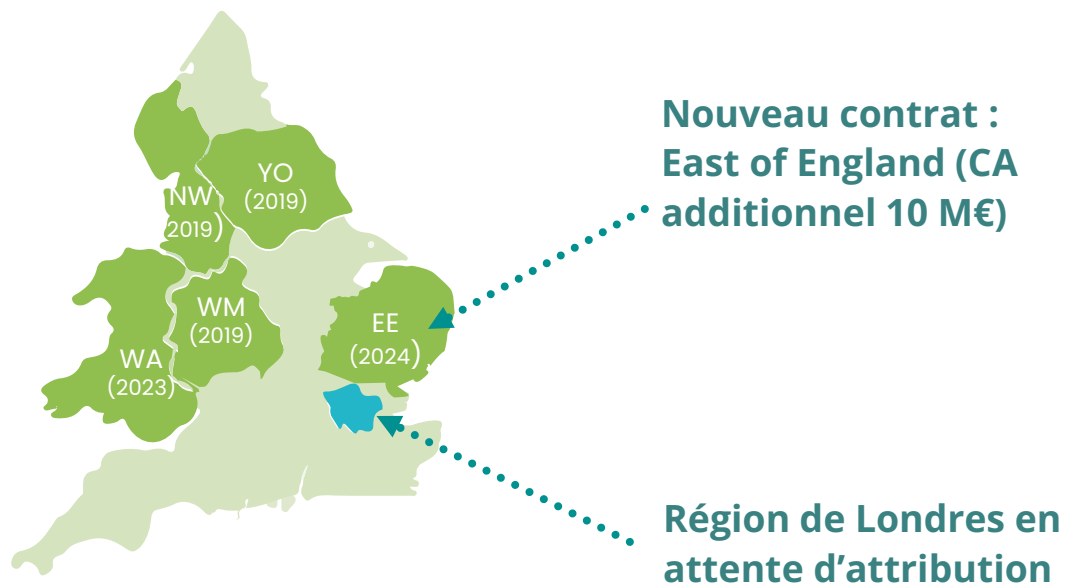 Nouveau contrat :
East of England (CA
additionnel 10 M€)
YO
(2019)
NW
(2019)
WM
(2019)
EE
(2024)
WA
(2023)
Région de Londres en
attente d’attribution